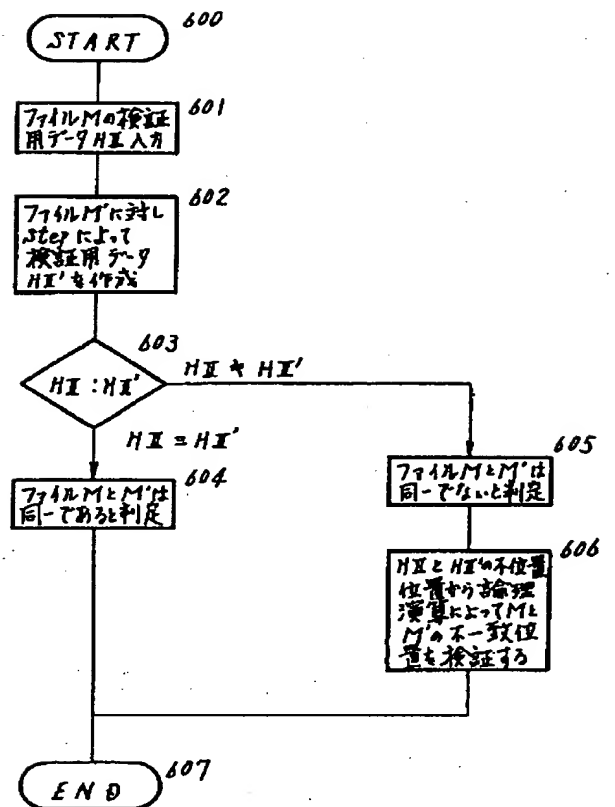 600
START
601
ファイルMの検証
用データHⅡ入力
602
ファイルM'に対し
stepによって
検証用データ
HⅡ'を作成
603
HⅡ:HⅡ'
HⅡ≠HⅡ'
HⅡ=HⅡ'
604
ファイルMとM'は
同一であると判定
605
ファイルMとM'は
同一でないと判定
606
HⅡとHⅡ'の不位置
位置から論理
演算によってMと
M'の不一致位
置を検証する
607
END